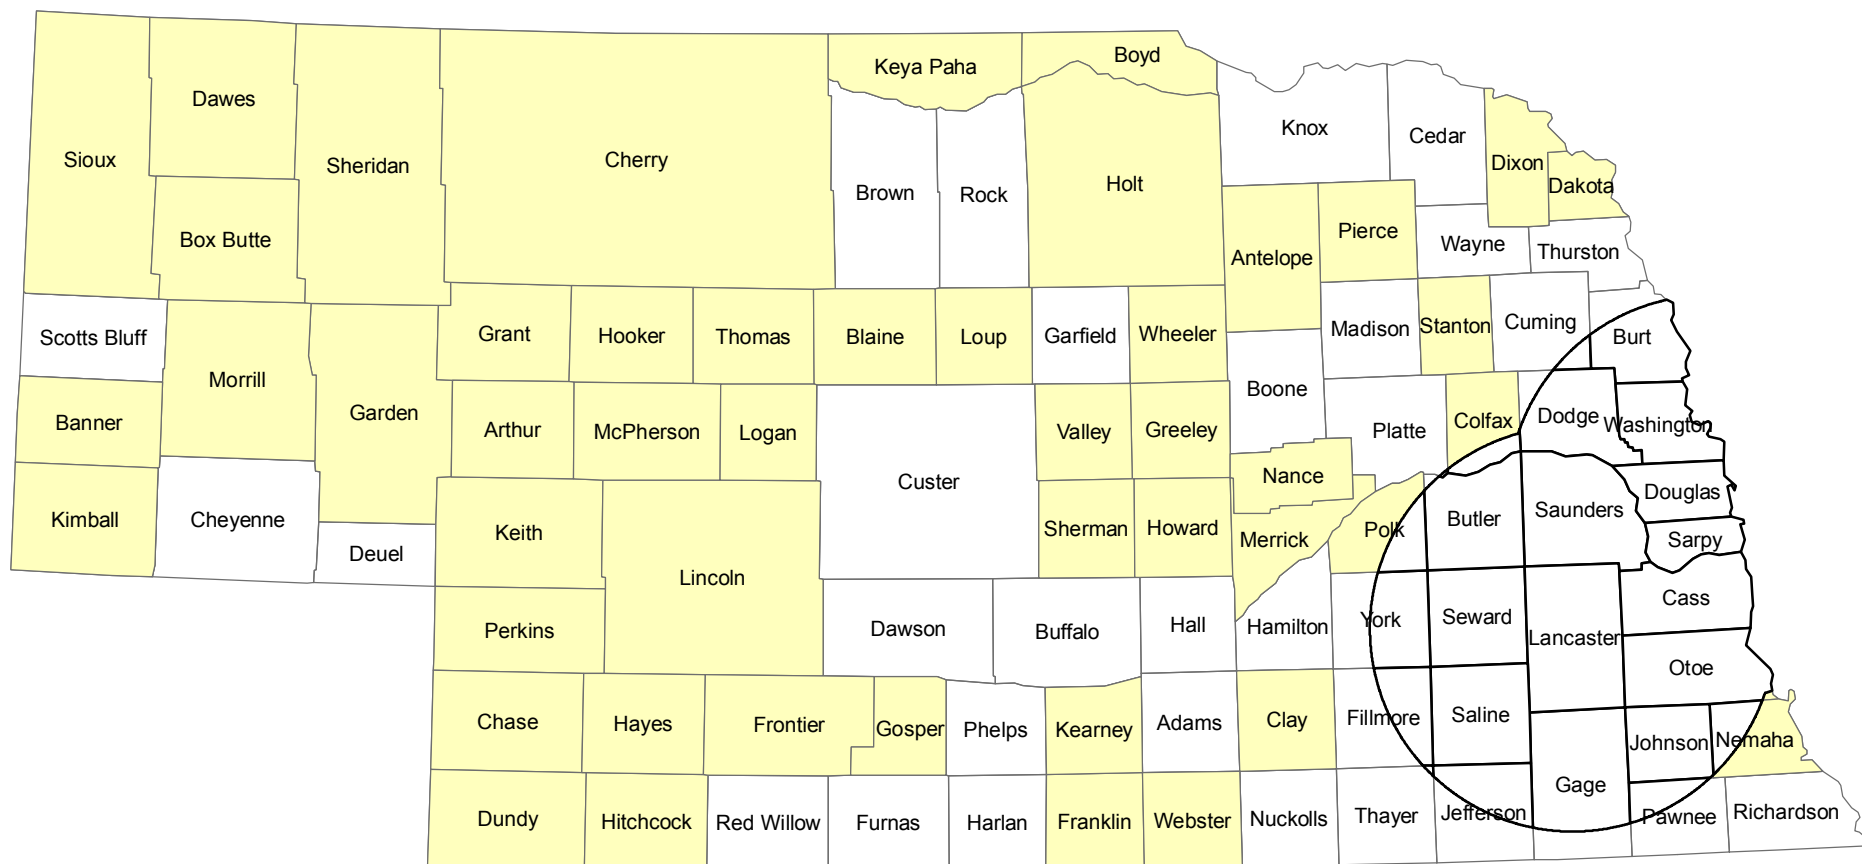 Boyd
Keya Paha
Dawes
Knox
Cedar
Sioux
Sheridan
Cherry
Dixon
Holt
Dakota
Brown
Rock
Box Butte
Pierce
Wayne
Thurston
Antelope
Scotts Bluff
Grant
Hooker
Thomas
Blaine
Loup
Garfield
Wheeler
Madison
Stanton
Cuming
Burt
Morrill
Boone
Garden
Banner
Arthur
McPherson
Logan
Valley
Greeley
Platte
Colfax
Dodge
Washington
Custer
Nance
Kimball
Cheyenne
Keith
Sherman
Howard
Merrick
Polk
Butler
Saunders
Douglas
Sarpy
Deuel
Lincoln
Cass
Perkins
Dawson
Buffalo
Hall
Hamilton
York
Seward
Lancaster
Otoe
Chase
Hayes
Frontier
Gosper
Phelps
Kearney
Adams
Clay
Fillmore
Saline
Johnson
Nemaha
Gage
Dundy
Hitchcock
Red Willow
Furnas
Harlan
Franklin
Webster
Nuckolls
Thayer
Jefferson
Pawnee
Richardson